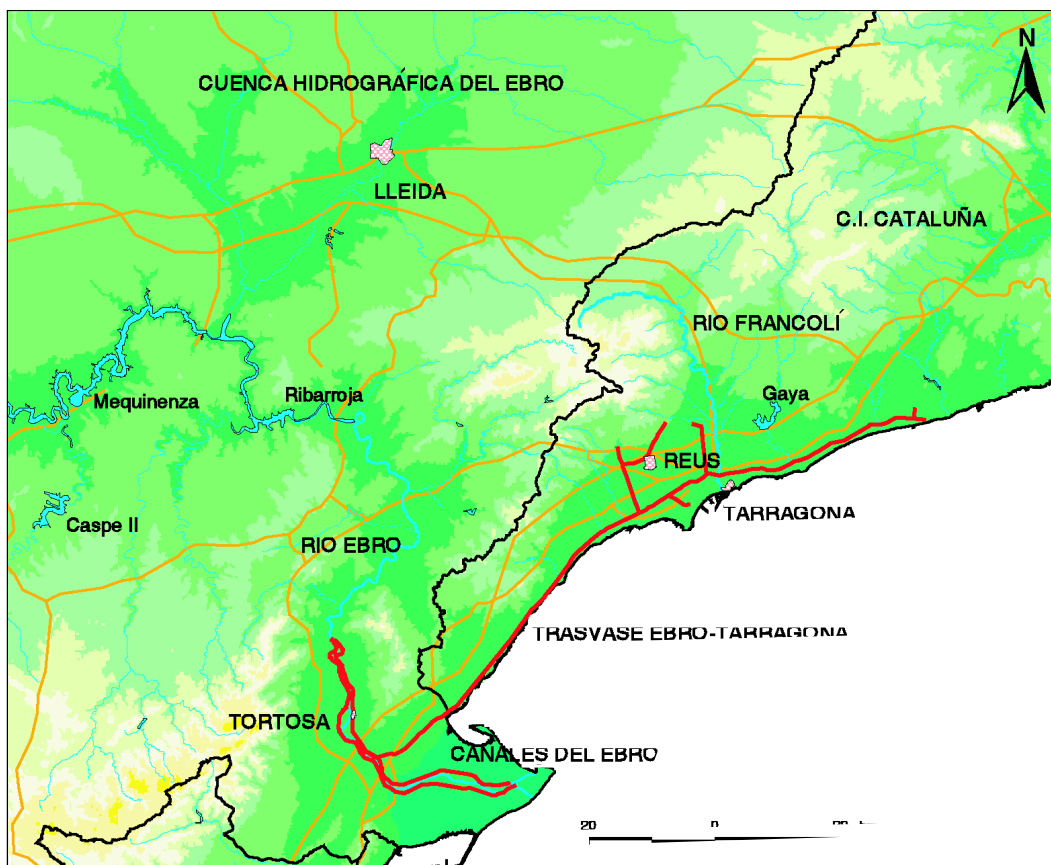 N
CUENCA HIDROGRÁFICA DEL EBRO
LLEIDA
C.I. CATALUÑA
RIO FRANCOLÍ
Mequinenza
Ribarroja
Gaya
REUS
Caspe II
TARRAGONA
RIO EBRO
TRASVASE EBRO-TARRAGONA
TORTOSA
CANALES DEL EBRO
20 0